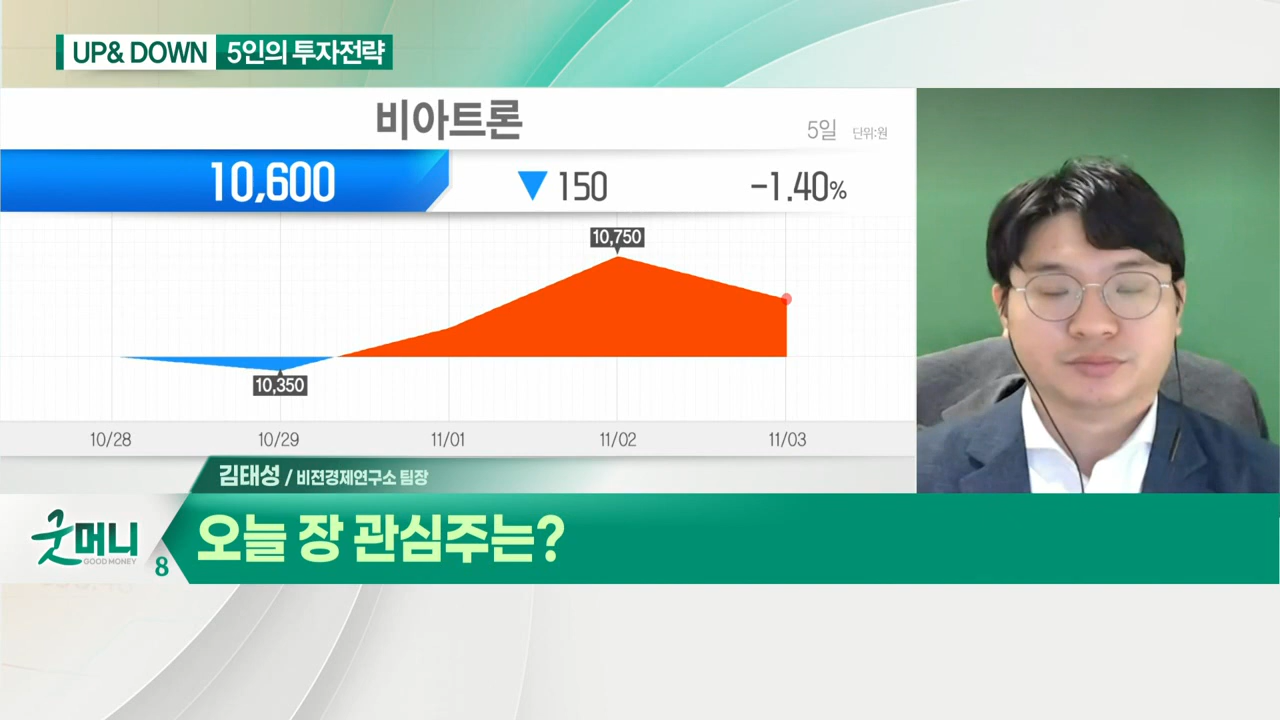 UP& DOWN 5인의 투자전략
비아트론
5일 단위:원
10,600 ▼150 -1.40%
10,750
10,350
10/28 10/29 11/01 11/02 11/03
김태성 / 비젼경제연구소 팀장
굿머니
GOOD MONEY
8
오늘 장 관심주는?